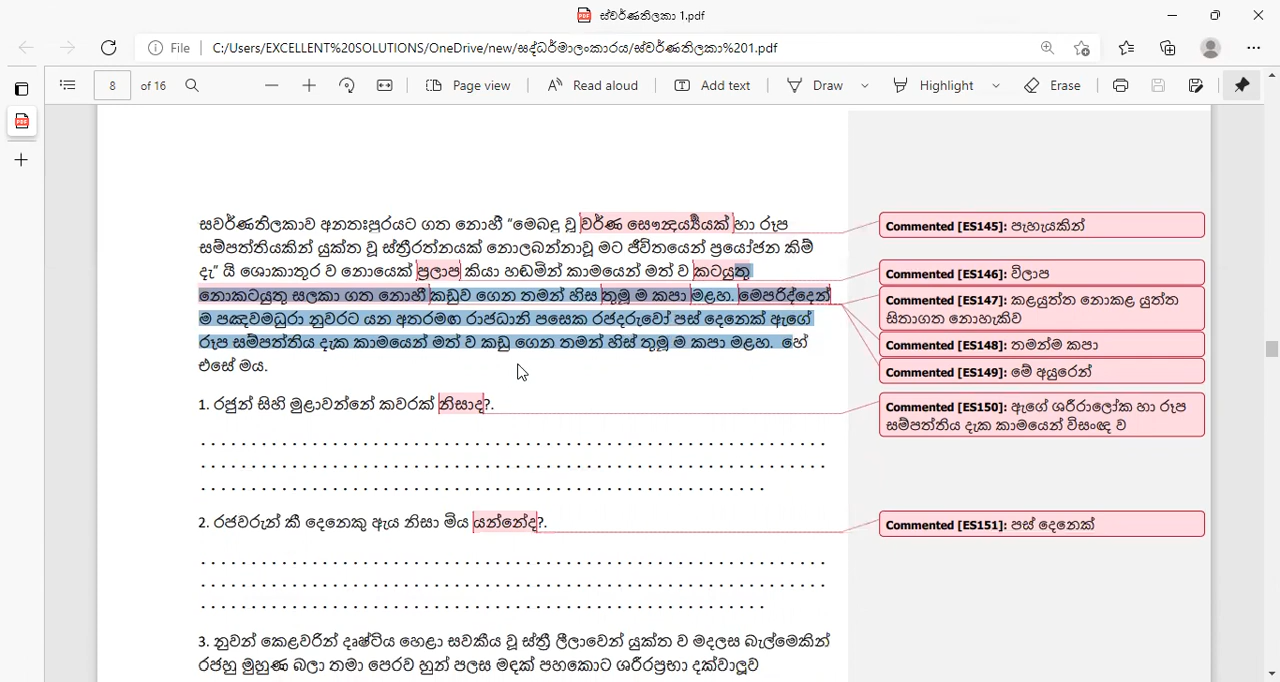 ස්වර්ණතිලකා 1.pdf
File
C:/Users/EXCELLENT%20SOLUTIONS/OneDrive/new/සද්ධර්මාලංකාරය/ස්වර්ණතිලකා%201.pdf
8 of 16
Page view
Read aloud
Add text
Draw
Highlight
Erase
සවර්ණතිලකාව අනතඃපුරයට ගත නොහී “මෙබඳු වූ වර්ණ සෞන්‍දර්‍ය්‍යයක් හා රූප
සම්පත්තියකින් යුක්ත වූ ස්ත්‍රීරත්නයක් නොලබන්නාවූ මට ජීවිතයෙන් ප්‍රයෝජන කිම්
දැ” යි ශොකාතුර ව නොයෙක් ප්‍රලාප කියා හඬමින් කාමයෙන් මත් ව කටයුතු
නොකටයුතු සලකා ගත නොහී කඩුව ගෙන තමන් හිස තුමූ ම කපා මළහ. මෙපරිද්දෙන්
ම පඤචමධුරා නුවරට යන අතරමඟ රාජධානි පසෙක රජදරුවෝ පස් දෙනෙක් ඇගේ
රූප සම්පත්තිය දැක කාමයෙන් මත් ව කඩු ගෙන තමන් හිස් තුමූ ම කපා මළහ. හේ
එසේ මය.
1. රජුන් සිහි මුළාවන්නේ කවරක් නිසාද?.
2. රජවරුන් කී දෙනෙකු ඇය නිසා මිය යන්නේද?.
3. නුවන් කෙළවරින් දෘෂ්ටිය හෙළා සවකීය වූ ස්ත්‍රී ලීලාවෙන් යුක්ත ව මදලස බැල්මෙකින්
රජහු මුහුණ බලා තමා පෙරව හුන් පලස මඳක් පහකොට ශරීරප්‍රභා දක්වාලූව
Commented [ES145]: පැහැයකින්
Commented [ES146]: විලාප
Commented [ES147]: කළයුත්ත නොකළ යුත්ත
සිතාගත නොහැකිව
Commented [ES148]: තමන්ම කපා
Commented [ES149]: මේ අයුරෙන්
Commented [ES150]: ඇගේ ශරීරාලෝක හා රූප
සම්පත්තිය දැක කාමයෙන් විසංඥ ව
Commented [ES151]: පස් දෙනෙක්